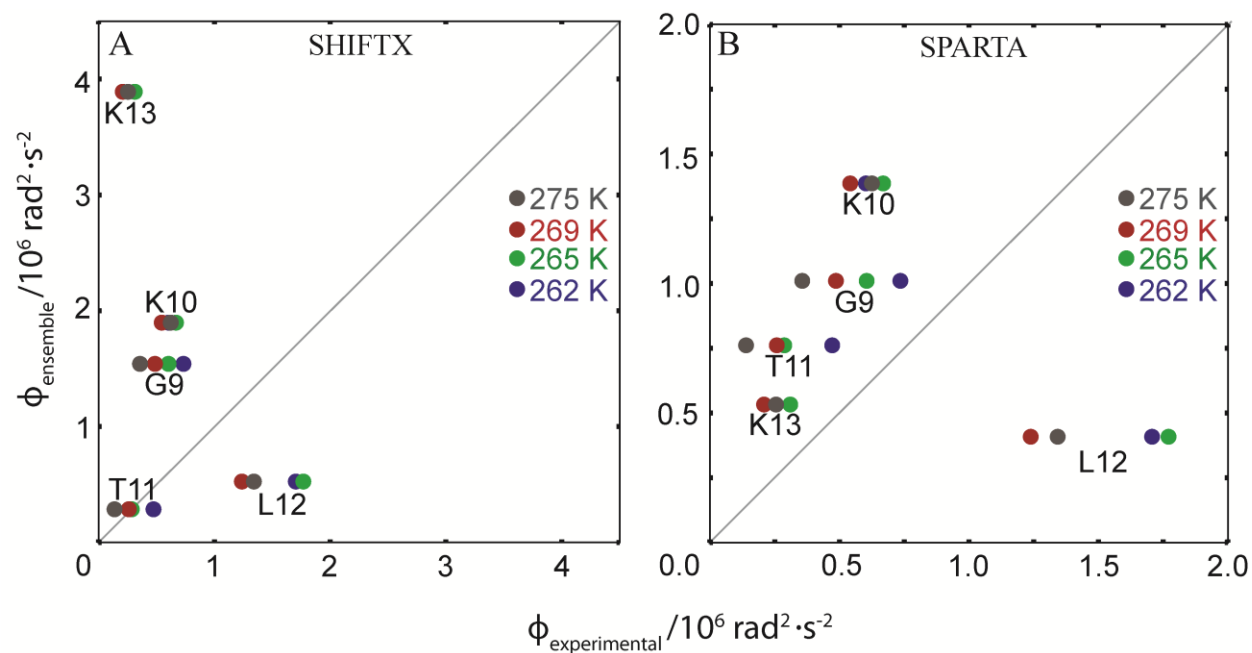 A
SHIFTX
4
3
2
1
0
1
2
3
4
K13
K10
G9
T11
L12
275 K
269 K
265 K
262 K
ϕensemble/10⁶ rad²·s⁻²
B
SPARTA
2.0
1.5
1.0
0.5
0.0
0.5
1.0
1.5
2.0
K10
G9
T11
K13
L12
275 K
269 K
265 K
262 K
ϕexperimental/10⁶ rad²·s⁻²